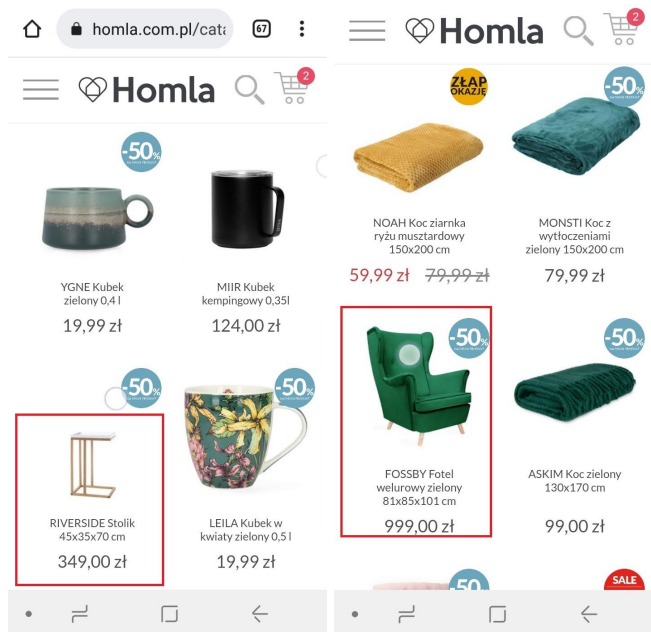 homla.com.pl/cata
67
Homla
2
-50%
YGNE Kubek
zielony 0,4 l
19,99 zł
MIIR Kubek
kempingowy 0,35l
124,00 zł
-50%
RIVERSIDE Stolik
45x35x70 cm
349,00 zł
-50%
LEILA Kubek w
kwiaty zielony 0,5 l
19,99 zł
Homla
2
ZŁAP
OKAZJĘ
NOAH Koc ziarnka
ryżu musztardowy
150x200 cm
59,99 zł 79,99 zł
-50%
MONSTI Koc z
wytłoczeniami
zielony 150x200 cm
79,99 zł
-50%
FOSSBY Fotel
welurowy zielony
81x85x101 cm
999,00 zł
-50%
ASKIM Koc zielony
130x170 cm
99,00 zł
-50
SALE